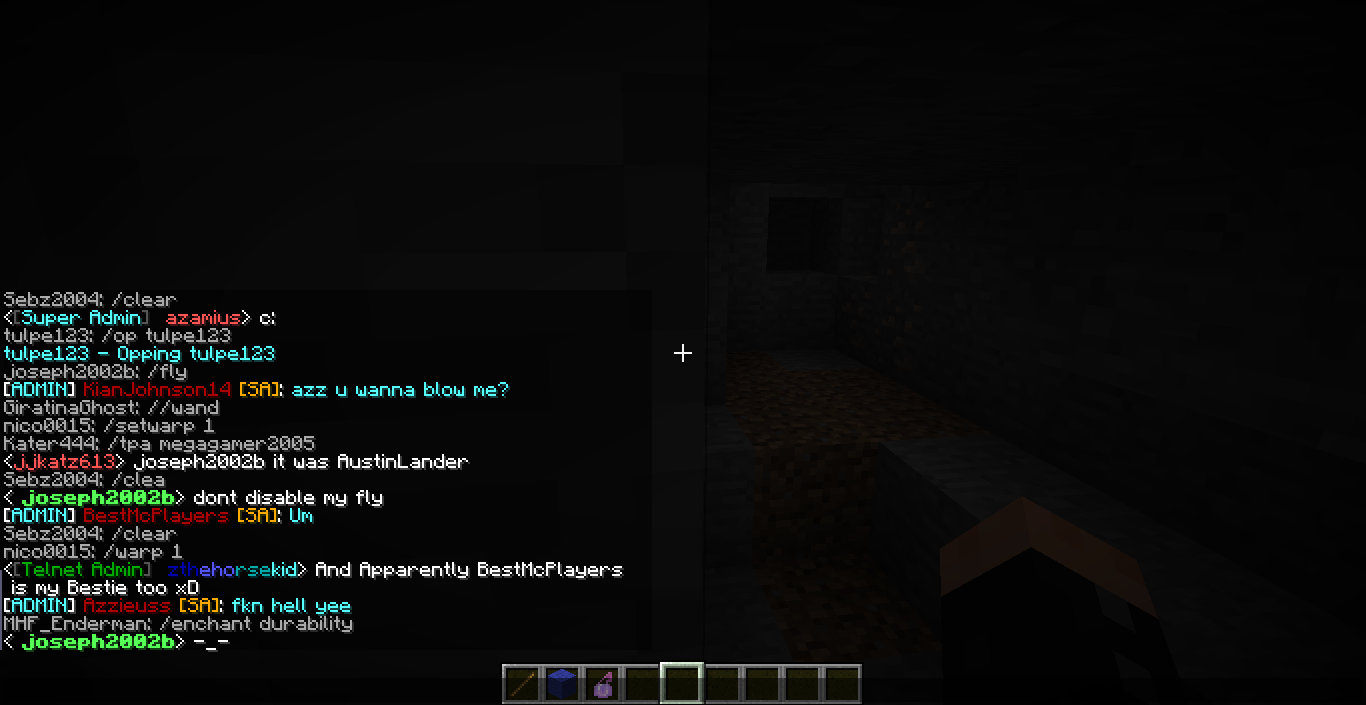 Sebz2004: /clear
<[Super Admin] azamius> c:
tulpe123: /op tulpe123
tulpe123 - Opping tulpe123
joseph2002b: /fly
[ADMIN] KianJohnson14 [SA]: azz u wanna blow me?
GiratinaGhost: //wand
nico0015: /setwarp 1
Kater444: /tpa megagamer2005
<jjkatz613> joseph2002b it was AustinLander
Sebz2004: /clea
< joseph2002b> dont disable my fly
[ADMIN] BestMcPlayers [SA]: Um
Sebz2004: /clear
nico0015: /warp 1
<[Telnet Admin] zthehorsekid> And Apparently BestMcPlayers
is my Bestie too xD
[ADMIN] Azzieuss [SA]: fkn hell yee
MHF_Enderman: /enchant durability
< joseph2002b> -_-